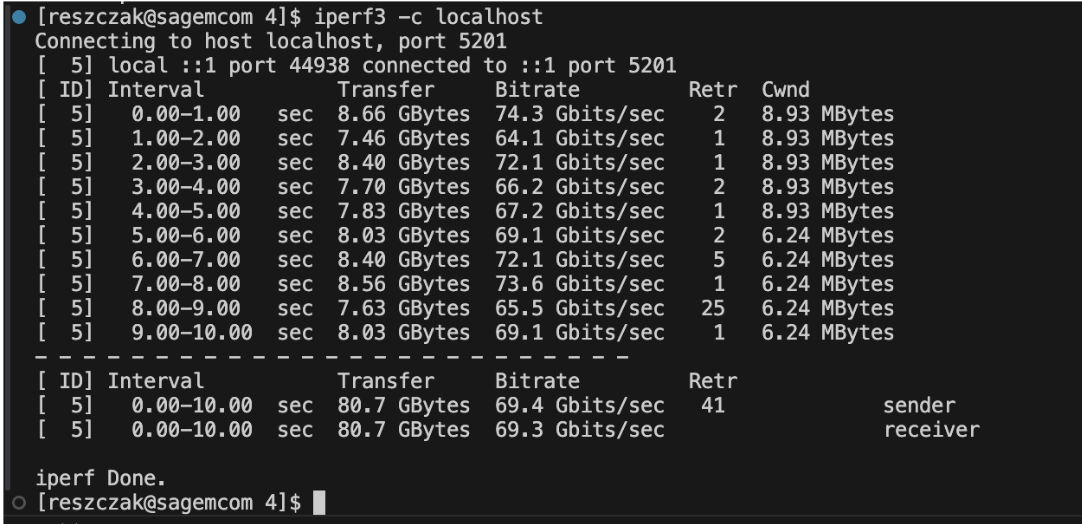 [reszczak@sagemcom 4]$ iperf3 -c localhost
Connecting to host localhost, port 5201
[  5] local ::1 port 44938 connected to ::1 port 5201
[ ID] Interval           Transfer     Bitrate         Retr  Cwnd
[  5]   0.00-1.00   sec  8.66 GBytes  74.3 Gbits/sec    2   8.93 MBytes
[  5]   1.00-2.00   sec  7.46 GBytes  64.1 Gbits/sec    1   8.93 MBytes
[  5]   2.00-3.00   sec  8.40 GBytes  72.1 Gbits/sec    1   8.93 MBytes
[  5]   3.00-4.00   sec  7.70 GBytes  66.2 Gbits/sec    2   8.93 MBytes
[  5]   4.00-5.00   sec  7.83 GBytes  67.2 Gbits/sec    1   8.93 MBytes
[  5]   5.00-6.00   sec  8.03 GBytes  69.1 Gbits/sec    2   6.24 MBytes
[  5]   6.00-7.00   sec  8.40 GBytes  72.1 Gbits/sec    5   6.24 MBytes
[  5]   7.00-8.00   sec  8.56 GBytes  73.6 Gbits/sec    1   6.24 MBytes
[  5]   8.00-9.00   sec  7.63 GBytes  65.5 Gbits/sec   25   6.24 MBytes
[  5]   9.00-10.00  sec  8.03 GBytes  69.1 Gbits/sec    1   6.24 MBytes
- - - - - - - - - - - - - - - - - - - - - - - - -
[ ID] Interval           Transfer     Bitrate         Retr
[  5]   0.00-10.00  sec  80.7 GBytes  69.4 Gbits/sec   41             sender
[  5]   0.00-10.00  sec  80.7 GBytes  69.3 Gbits/sec                  receiver
iperf Done.
[reszczak@sagemcom 4]$